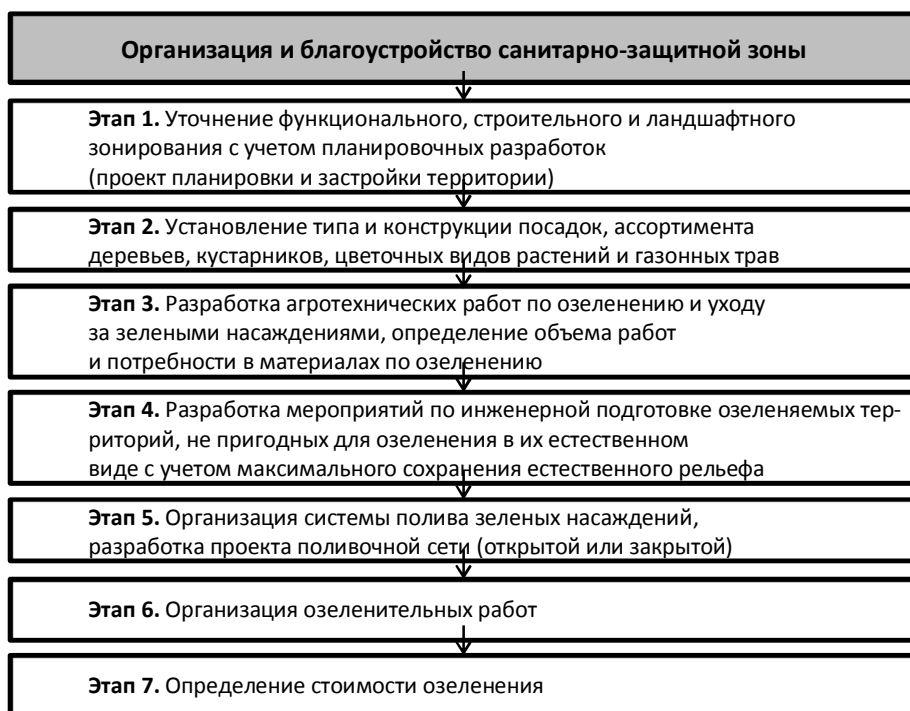 Организация и благоустройство санитарно-защитной зоны
Этап 1. Уточнение функционального, строительного и ландшафтного
зонирования с учетом планировочных разработок
(проект планировки и застройки территории)
Этап 2. Установление типа и конструкции посадок, ассортимента
деревьев, кустарников, цветочных видов растений и газонных трав
Этап 3. Разработка агротехнических работ по озеленению и уходу
за зелеными насаждениями, определение объема работ
и потребности в материалах по озеленению
Этап 4. Разработка мероприятий по инженерной подготовке озеленяемых тер-
риторий, не пригодных для озеленения в их естественном
виде с учетом максимального сохранения естественного рельефа
Этап 5. Организация системы полива зеленых насаждений,
разработка проекта поливочной сети (открытой или закрытой)
Этап 6. Организация озеленительных работ
Этап 7. Определение стоимости озеленения